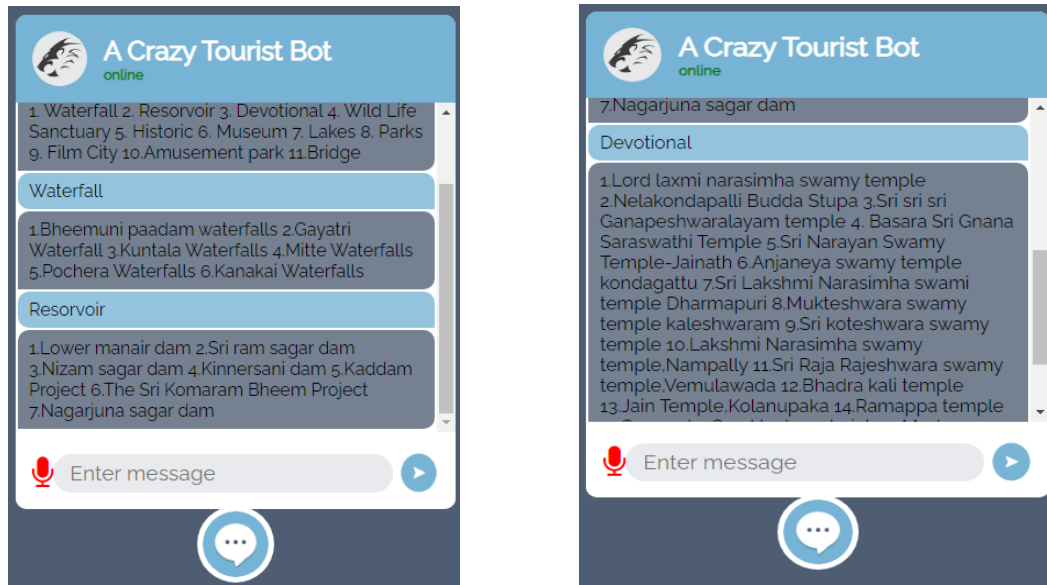 A Crazy Tourist Bot
online
1. Waterfall 2. Resorvoir 3. Devotional 4. Wild Life
Sanctuary 5. Historic 6. Museum 7. Lakes 8. Parks
9. Film City 10.Amusement park 11.Bridge
Waterfall
1.Bheemuni paadam waterfalls 2.Gayatri
Waterfall 3.Kuntala Waterfalls 4.Mitte Waterfalls
5.Pochera Waterfalls 6.Kanakai Waterfalls
Resorvoir
1.Lower manair dam 2.Sri ram sagar dam
3.Nizam sagar dam 4.Kinnersani dam 5.Kaddam
Project 6.The Sri Komaram Bheem Project
7.Nagarjuna sagar dam
Enter message
A Crazy Tourist Bot
online
7.Nagarjuna sagar dam
Devotional
1.Lord laxmi narasimha swamy temple
2.Nelakondapalli Budda Stupa 3.Sri sri sri
Ganapeshwaralayam temple 4. Basara Sri Gnana
Saraswathi Temple 5.Sri Narayan Swamy
Temple-Jainath 6.Anjaneya swamy temple
kondagattu 7.Sri Lakshmi Narasimha swami
temple Dharmapuri 8.Mukteshwara swamy
temple kaleshwaram 9.Sri koteshwara swamy
temple 10.Lakshmi Narasimha swamy
temple,Nampally 11.Sri Raja Rajeshwara swamy
temple,Vemulawada 12.Bhadra kali temple
13.Jain Temple,Kolanupaka 14.Ramappa temple
Enter message